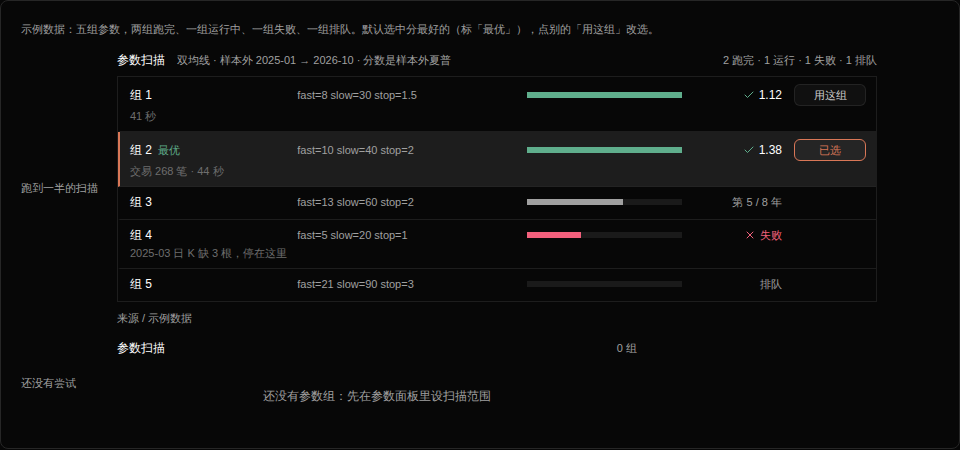 示例数据：五组参数，两组跑完、一组运行中、一组失败、一组排队。默认选中分最好的（标「最优」），点别的「用这组」改选。
参数扫描 双均线 · 样本外 2025-01 → 2026-10 · 分数是样本外夏普 2 跑完 · 1 运行 · 1 失败 · 1 排队
组 1 fast=8 slow=30 stop=1.5 ✓ 1.12 用这组
41 秒
组 2 最优 fast=10 slow=40 stop=2 ✓ 1.38 已选
交易 268 笔 · 44 秒
跑到一半的扫描
组 3 fast=13 slow=60 stop=2 第 5 / 8 年
组 4 fast=5 slow=20 stop=1 × 失败
2025-03 日 K 缺 3 根，停在这里
组 5 fast=21 slow=90 stop=3 排队
来源 / 示例数据
参数扫描 0 组
还没有尝试
还没有参数组：先在参数面板里设扫描范围